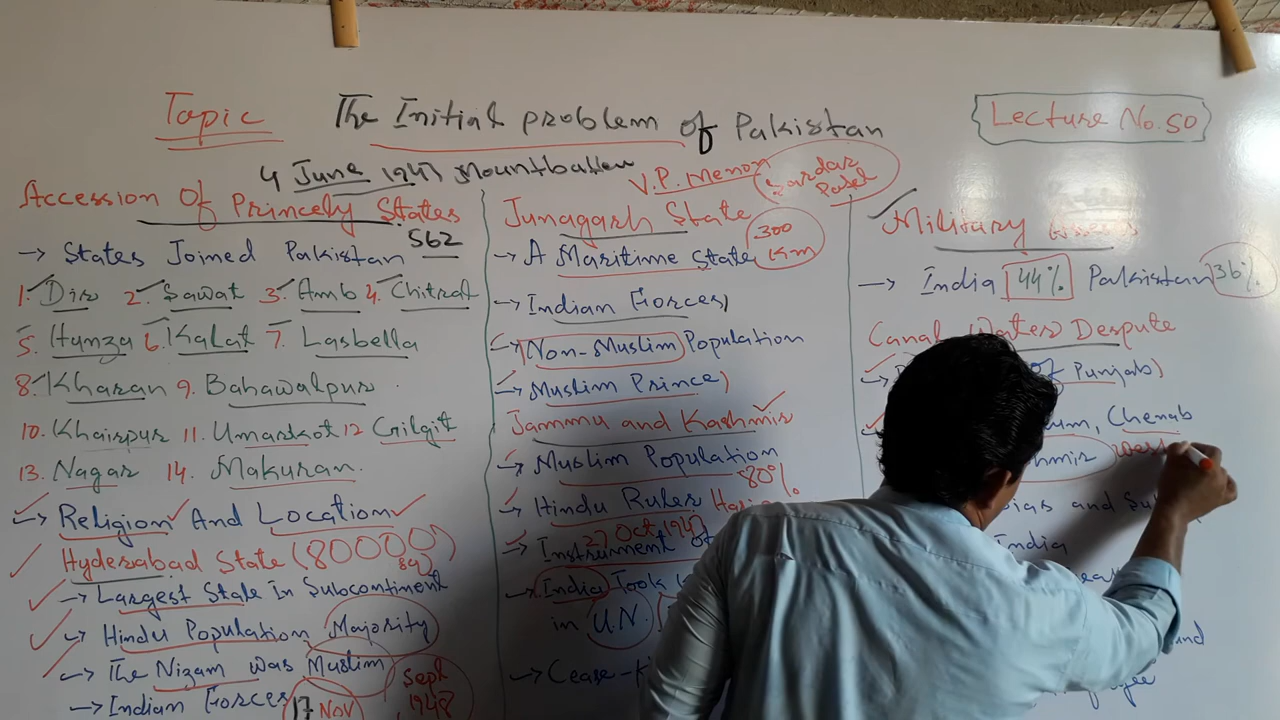 Topic The Initial problem of Pakistan
Lecture No.50
4 June 1947 Mountbatten
V.P. Menon Sardar Patel
Accession Of Princely States
562
→ States Joined Pakistan
1. Dir 2. Sawat 3. Amb 4. Chitral
5. Hunza 6. Kalat 7. Lasbella
8. Kharan 9. Bahawalpur
10. Khairpur 11. Umarkot 12 Gilgit
13. Nagar 14. Makuran
→ Religion And Location
Hyderabad State (80000)
→ Largest State In Subcontiment
→ Hindu Population Majority
→ The Nizam was Muslim
→ Indian Forces
17 Nov
Sept 1948
Junagarh State
→ A Maritime State 300 Km
→ Indian Forces
→ Non-Muslim Population
→ Muslim Prince
Jammu and Kashmir
→ Muslim Population
80%
→ Hindu Ruler
27 Oct 1947
→ Instrument of
→ India Took
in U.N.
→ Cease-
Military
→ India 44% Pakistan 36%
Canal Water Despute
of Punjab
Chenab
and
India